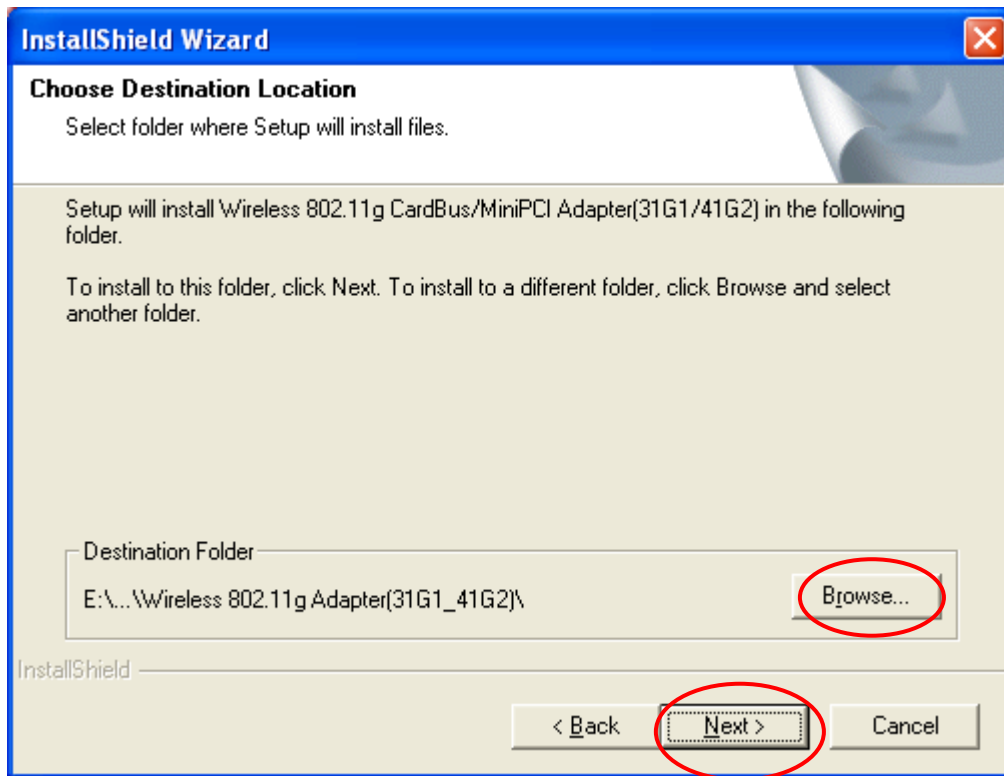 InstallShield Wizard
Choose Destination Location
Select folder where Setup will install files.
Setup will install Wireless 802.11g CardBus/MiniPCI Adapter(31G1/41G2) in the following
folder.
To install to this folder, click Next. To install to a different folder, click Browse and select
another folder.
Destination Folder
E:\...\Wireless 802.11g Adapter(31G1_41G2)\
Browse...
InstallShield
< Back
Next >
Cancel